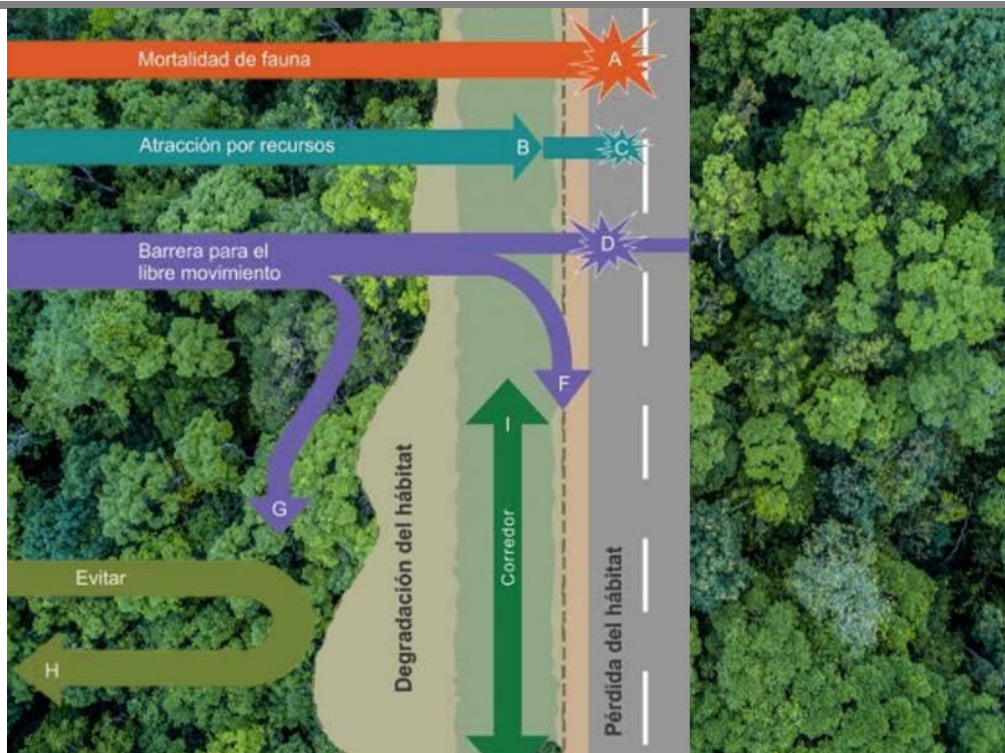 Mortalidad de fauna
A
Atracción por recursos
B
C
Barrera para el
libre movimiento
D
F
I
G
Corredor
Degradación del hábitat
Pérdida del hábitat
Evitar
H